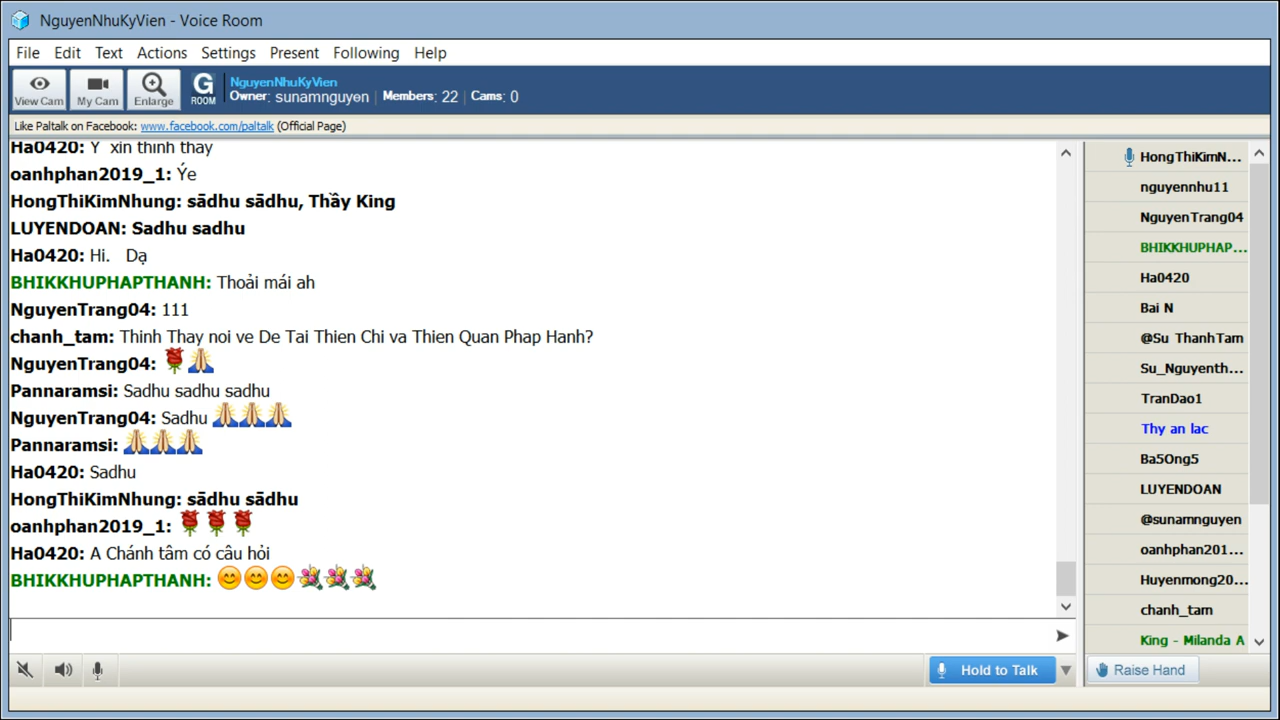 NguyenNhuKyVien - Voice Room
File Edit Text Actions Settings Present Following Help
View Cam My Cam Enlarge G ROOM
NguyenNhuKyVien
Owner: sunamnguyen | Members: 22 | Cams: 0
Like Paltalk on Facebook: www.facebook.com/paltalk (Official Page)
Ha0420: Y xin thinh thay
oanhphan2019_1: Ýe
HongThiKimNhung: sādhu sādhu, Thầy King
LUYENDOAN: Sadhu sadhu
Ha0420: Hi. Dạ
BHIKKHUPHAPTHANH: Thoải mái ah
NguyenTrang04: 111
chanh_tam: Thinh Thay noi ve De Tai Thien Chi va Thien Quan Phap Hanh?
NguyenTrang04: 🌹🙏
Pannaramsi: Sadhu sadhu sadhu
NguyenTrang04: Sadhu 🙏🙏🙏
Pannaramsi: 🙏🙏🙏
Ha0420: Sadhu
HongThiKimNhung: sādhu sādhu
oanhphan2019_1: 🌹🌹🌹
Ha0420: A Chánh tâm có câu hỏi
BHIKKHUPHAPTHANH: 😊😊😊💐💐💐
HongThiKimN...
nguyennhu11
NguyenTrang04
BHIKKHUPHAP...
Ha0420
Bai N
@Su ThanhTam
Su_Nguyenth...
TranDao1
Thy an lac
Ba5Ong5
LUYENDOAN
@sunamnguyen
oanhphan201...
Huyenmong20...
chanh_tam
King - Milanda A
Hold to Talk
Raise Hand